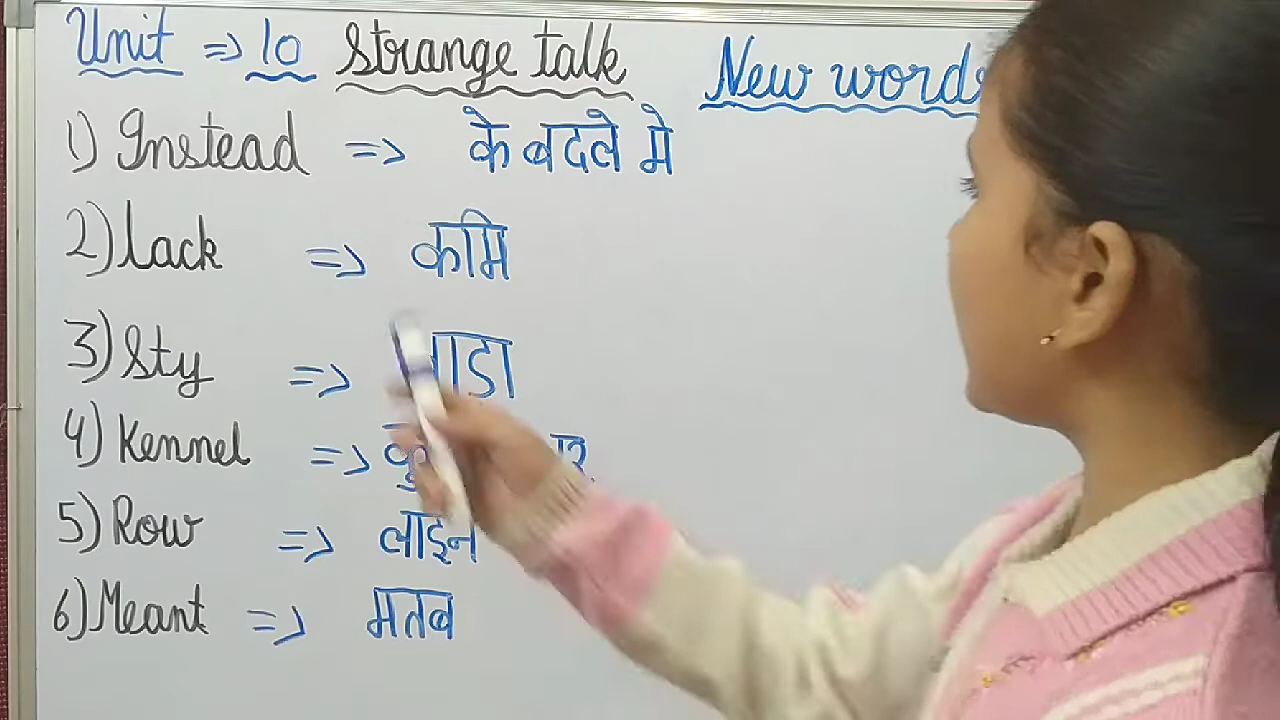 Unit => 10 Strange talk New words
1) Instead => के बदले मे
2) lack => कमि
3) Sty =>
4) Kennel =>
5) Row => लाइन
6) Meant => मतब